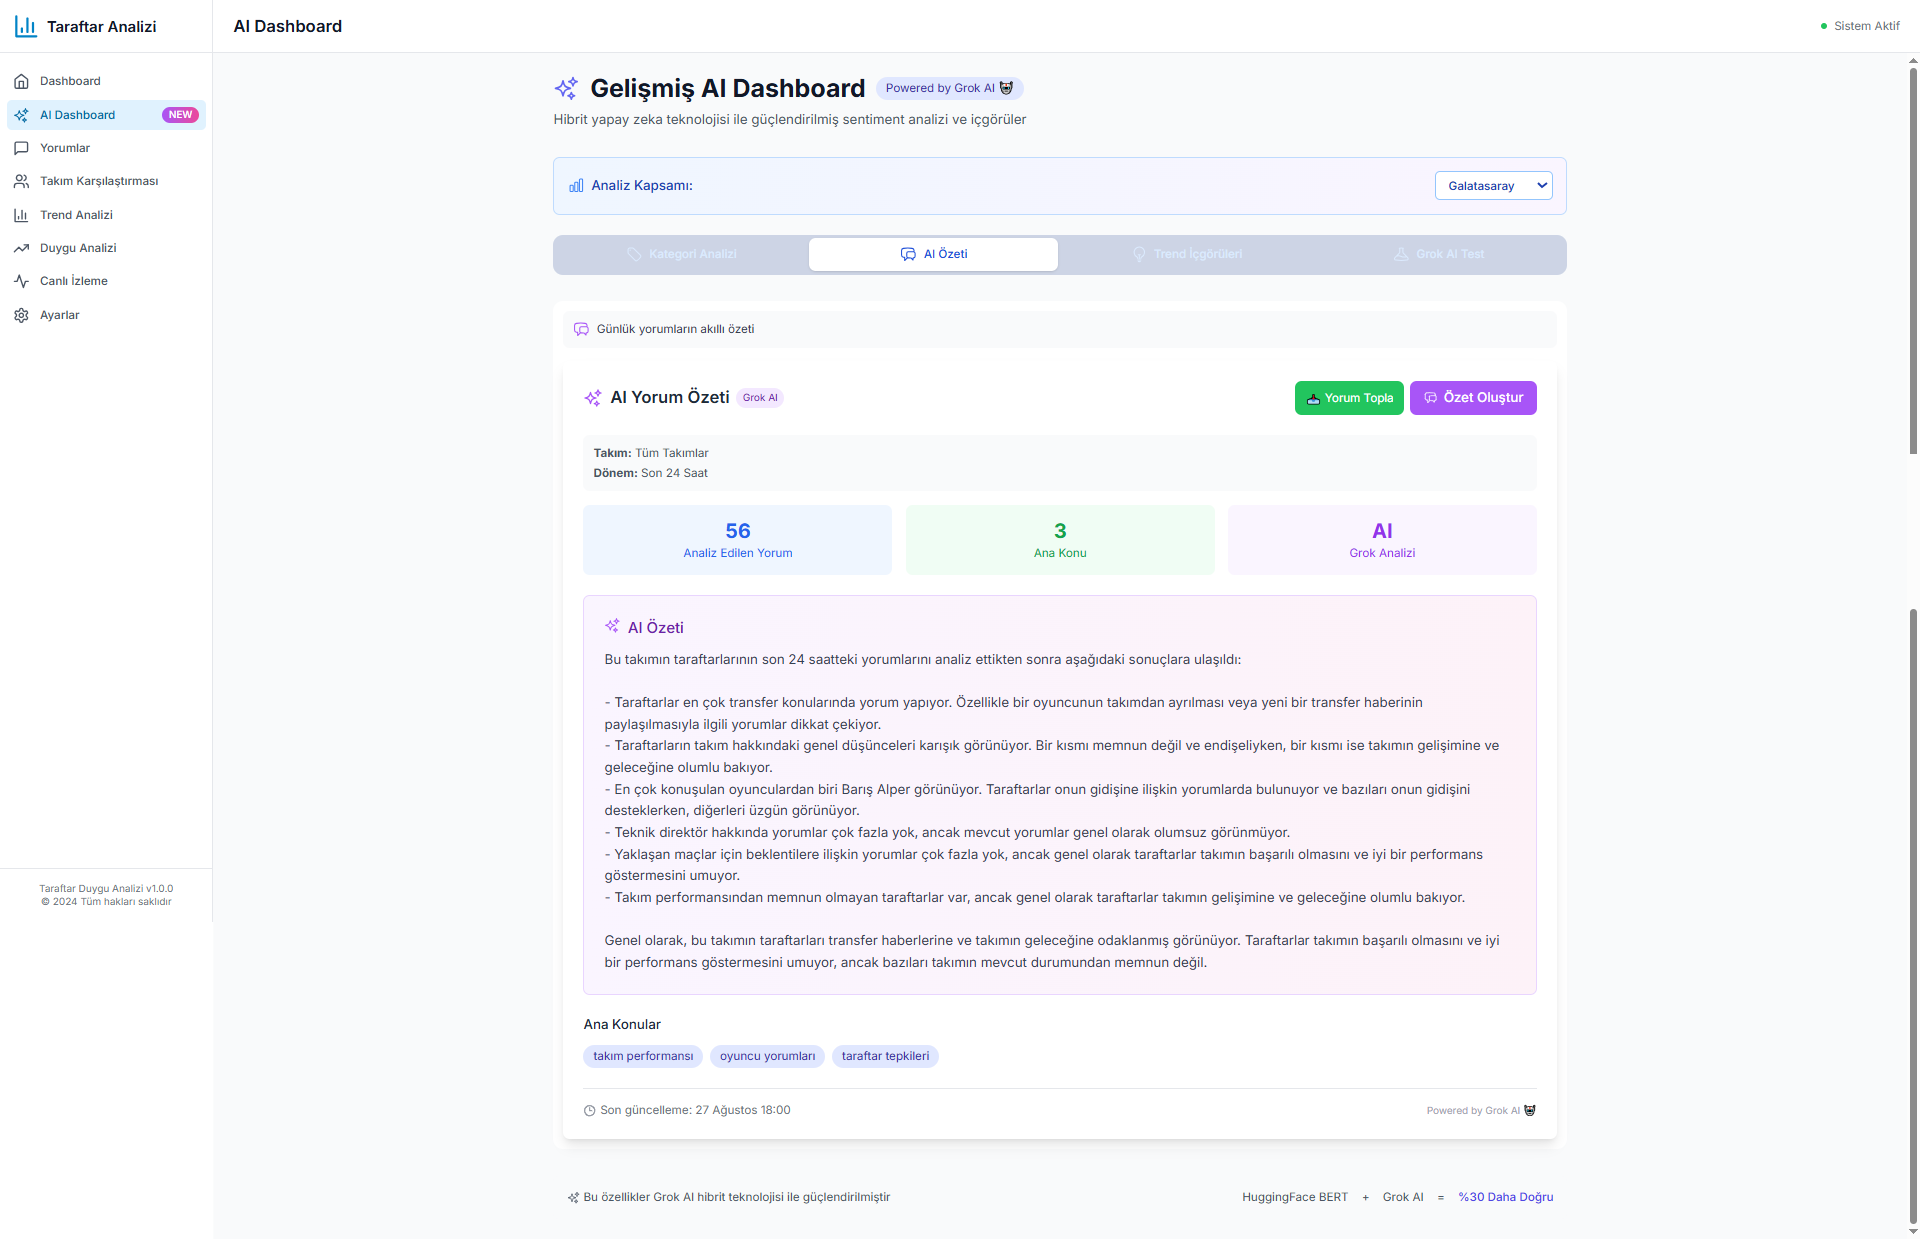 Taraftar Analizi
AI Dashboard
Sistem Aktif
Dashboard
AI Dashboard NEW
Yorumlar
Takım Karşılaştırması
Trend Analizi
Duygu Analizi
Canlı İzleme
Ayarlar
Taraftar Duygu Analizi v1.0.0
© 2024 Tüm hakları saklıdır
Gelişmiş AI Dashboard Powered by Grok AI
Hibrit yapay zeka teknolojisi ile güçlendirilmiş sentiment analizi ve içgörüler
Analiz Kapsamı: Galatasaray
Kategori Analizi AI Özeti Trend İçgörüleri Grok AI Test
Günlük yorumların akıllı özeti
AI Yorum Özeti Grok AI Yorum Topla Özet Oluştur
Takım: Tüm Takımlar
Dönem: Son 24 Saat
56
Analiz Edilen Yorum
3
Ana Konu
AI
Grok Analizi
AI Özeti
Bu takımın taraftarlarının son 24 saatteki yorumlarını analiz ettikten sonra aşağıdaki sonuçlara ulaşıldı:
- Taraftarlar en çok transfer konularında yorum yapıyor. Özellikle bir oyuncunun takımdan ayrılması veya yeni bir transfer haberinin
paylaşılmasıyla ilgili yorumlar dikkat çekiyor.
- Taraftarların takım hakkındaki genel düşünceleri karışık görünüyor. Bir kısmı memnun değil ve endişeliyken, bir kısmı ise takımın gelişimine ve
geleceğine olumlu bakıyor.
- En çok konuşulan oyunculardan biri Barış Alper görünüyor. Taraftarlar onun gidişine ilişkin yorumlarda bulunuyor ve bazıları onun gidişini
desteklerken, diğerleri üzgün görünüyor.
- Teknik direktör hakkında yorumlar çok fazla yok, ancak mevcut yorumlar genel olarak olumsuz görünmüyor.
- Yaklaşan maçlar için beklentilere ilişkin yorumlar çok fazla yok, ancak genel olarak taraftarlar takımın başarılı olmasını ve iyi bir performans
göstermesini umuyor.
- Takım performansından memnun olmayan taraftarlar var, ancak genel olarak taraftarlar takımın gelişimine ve geleceğine olumlu bakıyor.
Genel olarak, bu takımın taraftarları transfer haberlerine ve takımın geleceğine odaklanmış görünüyor. Taraftarlar takımın başarılı olmasını ve iyi
bir performans göstermesini umuyor, ancak bazıları takımın mevcut durumundan memnun değil.
Ana Konular
takım performansı oyuncu yorumları taraftar tepkileri
Son güncelleme: 27 Ağustos 18:00 Powered by Grok AI
Bu özellikler Grok AI hibrit teknolojisi ile güçlendirilmiştir
HuggingFace BERT + Grok AI = %30 Daha Doğru